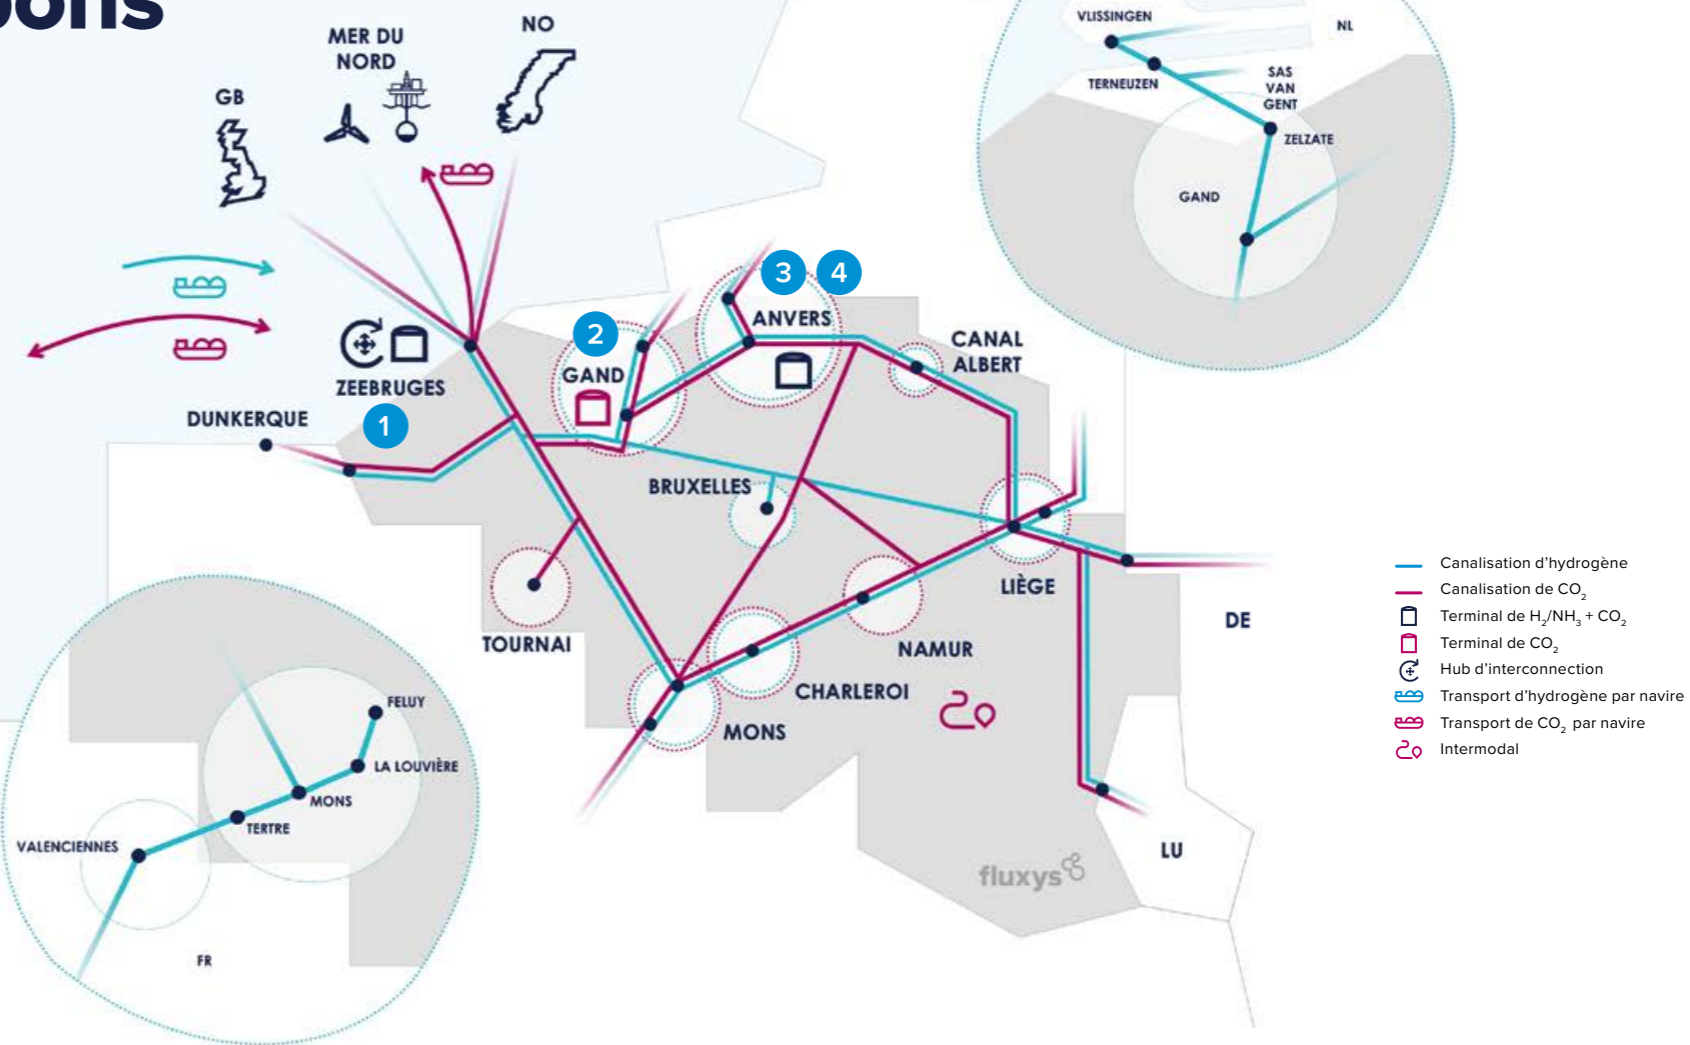 NO
MER DU
NORD
GB
VLISSINGEN
NL
TERNEUZEN
SAS
VAN
GENT
ZELZATE
GAND
3
4
ANVERS
2
GAND
CANAL
ALBERT
ZEEBRUGES
1
DUNKERQUE
BRUXELLES
LIÈGE
TOURNAI
NAMUR
CHARLEROI
MONS
DE
LU
fluxys
FELUY
LA LOUVIÈRE
MONS
TERTRE
VALENCIENNES
FR
Canalisation d’hydrogène
Canalisation de CO₂
Terminal de H₂/NH₃ + CO₂
Terminal de CO₂
Hub d’interconnection
Transport d’hydrogène par navire
Transport de CO₂ par navire
Intermodal